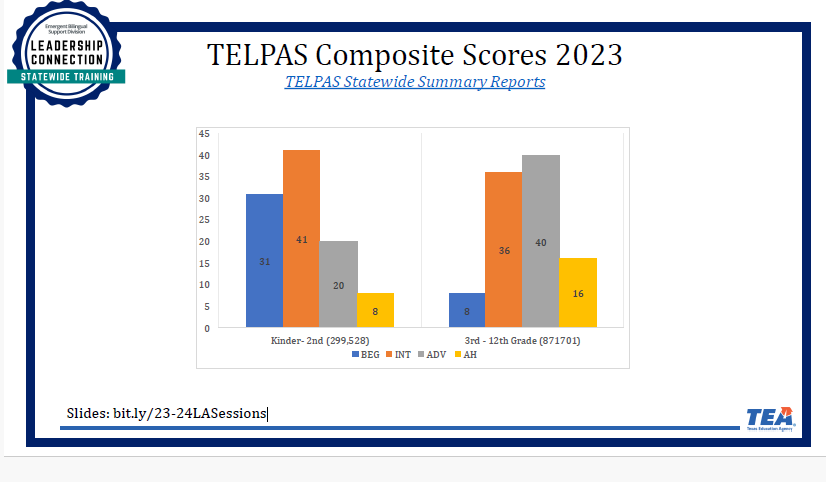 Emergent Bilingual
Support Division
LEADERSHIP
CONNECTION
STATEWIDE TRAINING
TELPAS Composite Scores 2023
TELPAS Statewide Summary Reports
45
40
35
30
25
20
15
10
5
0
31
41
20
8
8
36
40
16
Kinder- 2nd (299,528)
3rd - 12th Grade (871701)
BEG INT ADV AH
Slides: bit.ly/23-24LASessions
TEA
Texas Education Agency